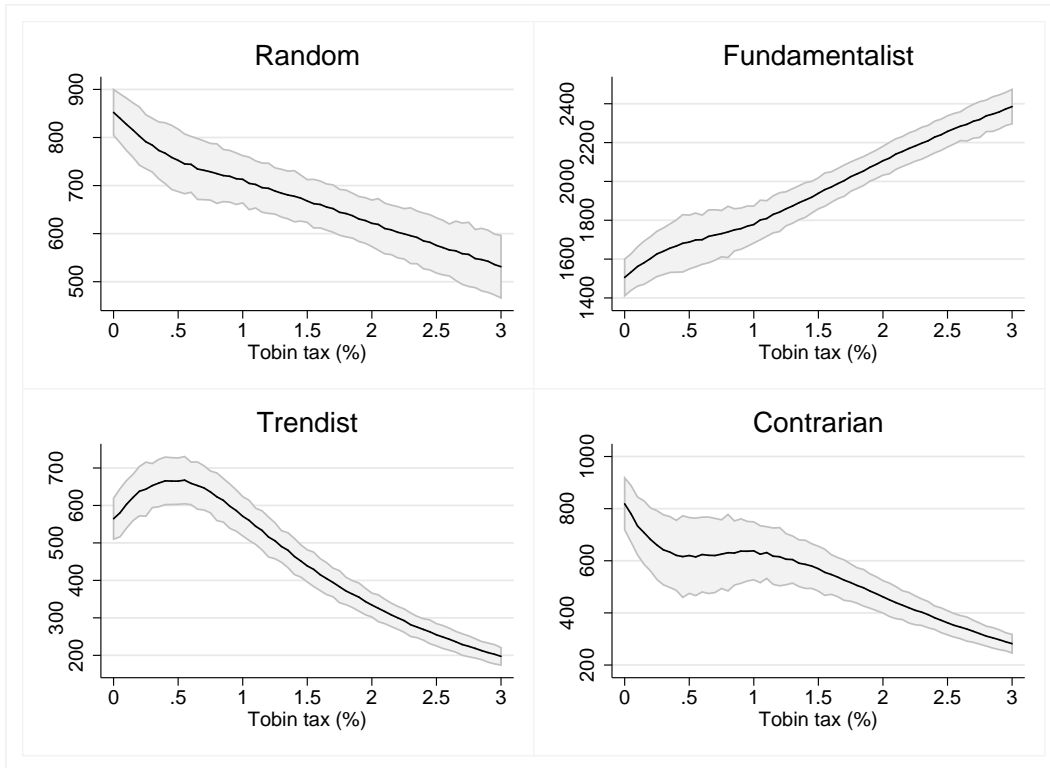 Random
900
800
700
600
500
0 .5 1 1.5 2 2.5 3
Tobin tax (%)
Fundamentalist
2400
2200
2000
1800
1600
1400
0 .5 1 1.5 2 2.5 3
Tobin tax (%)
Trendist
700
600
500
400
300
200
0 .5 1 1.5 2 2.5 3
Tobin tax (%)
Contrarian
1000
800
600
400
200
0 .5 1 1.5 2 2.5 3
Tobin tax (%)